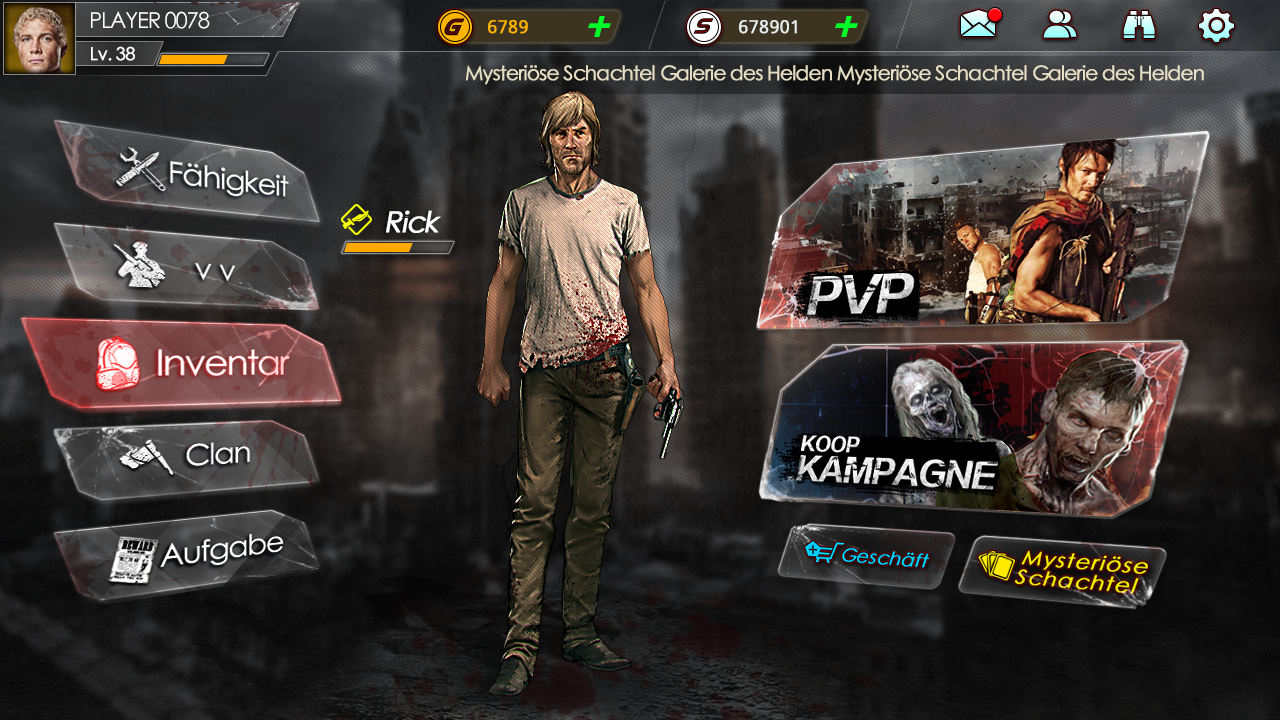 PLAYER 0078
Lv. 38
G 6789
S 678901
Mysteriöse Schachtel Galerie des Helden Mysteriöse Schachtel Galerie des Helden
Fähigkeit
v v
Inventar
Clan
Aufgabe
Rick
PVP
KOOP
KAMPAGNE
Geschäft
Mysteriöse
Schachtel